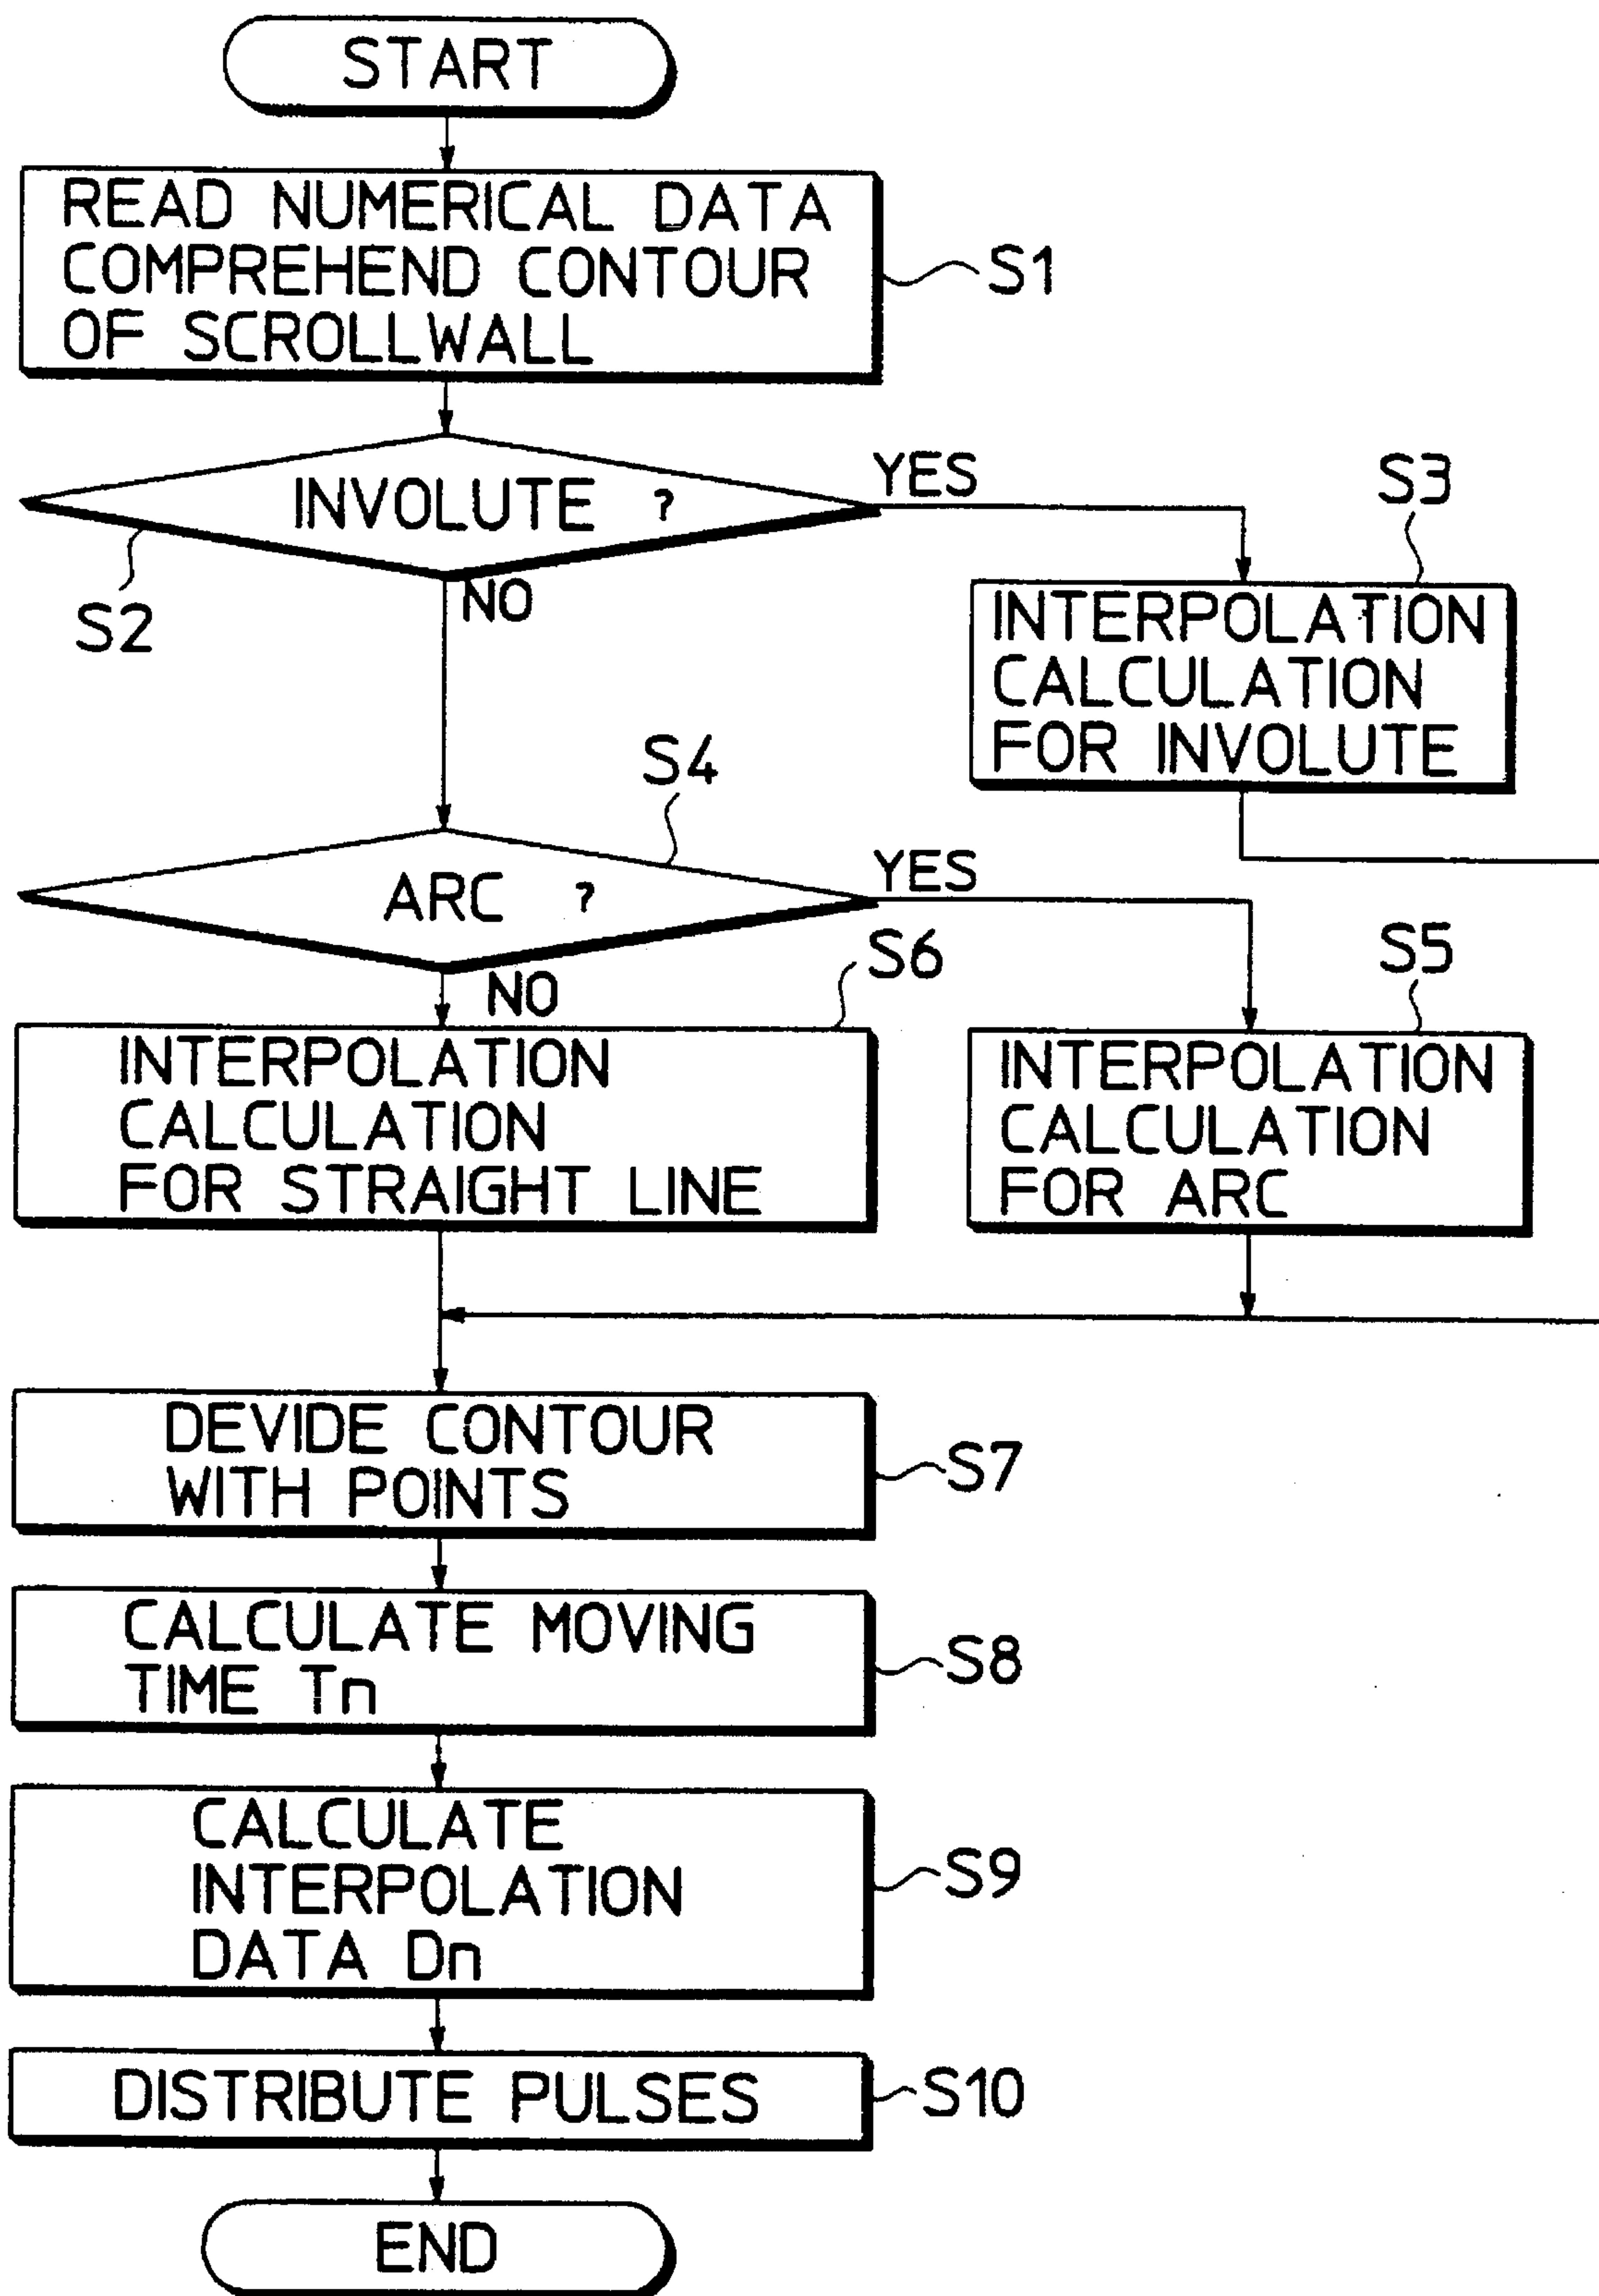 START
READ NUMERICAL DATA
COMPREHEND CONTOUR
OF SCROLLWALL
S1
INVOLUTE ?
YES
S3
S2
NO
INTERPOLATION
CALCULATION
FOR INVOLUTE
S4
ARC ?
YES
S6
S5
NO
INTERPOLATION
CALCULATION
FOR STRAIGHT LINE
INTERPOLATION
CALCULATION
FOR ARC
DEVIDE CONTOUR
WITH POINTS
S7
CALCULATE MOVING
TIME Tn
S8
CALCULATE
INTERPOLATION
DATA Dn
S9
DISTRIBUTE PULSES
S10
END